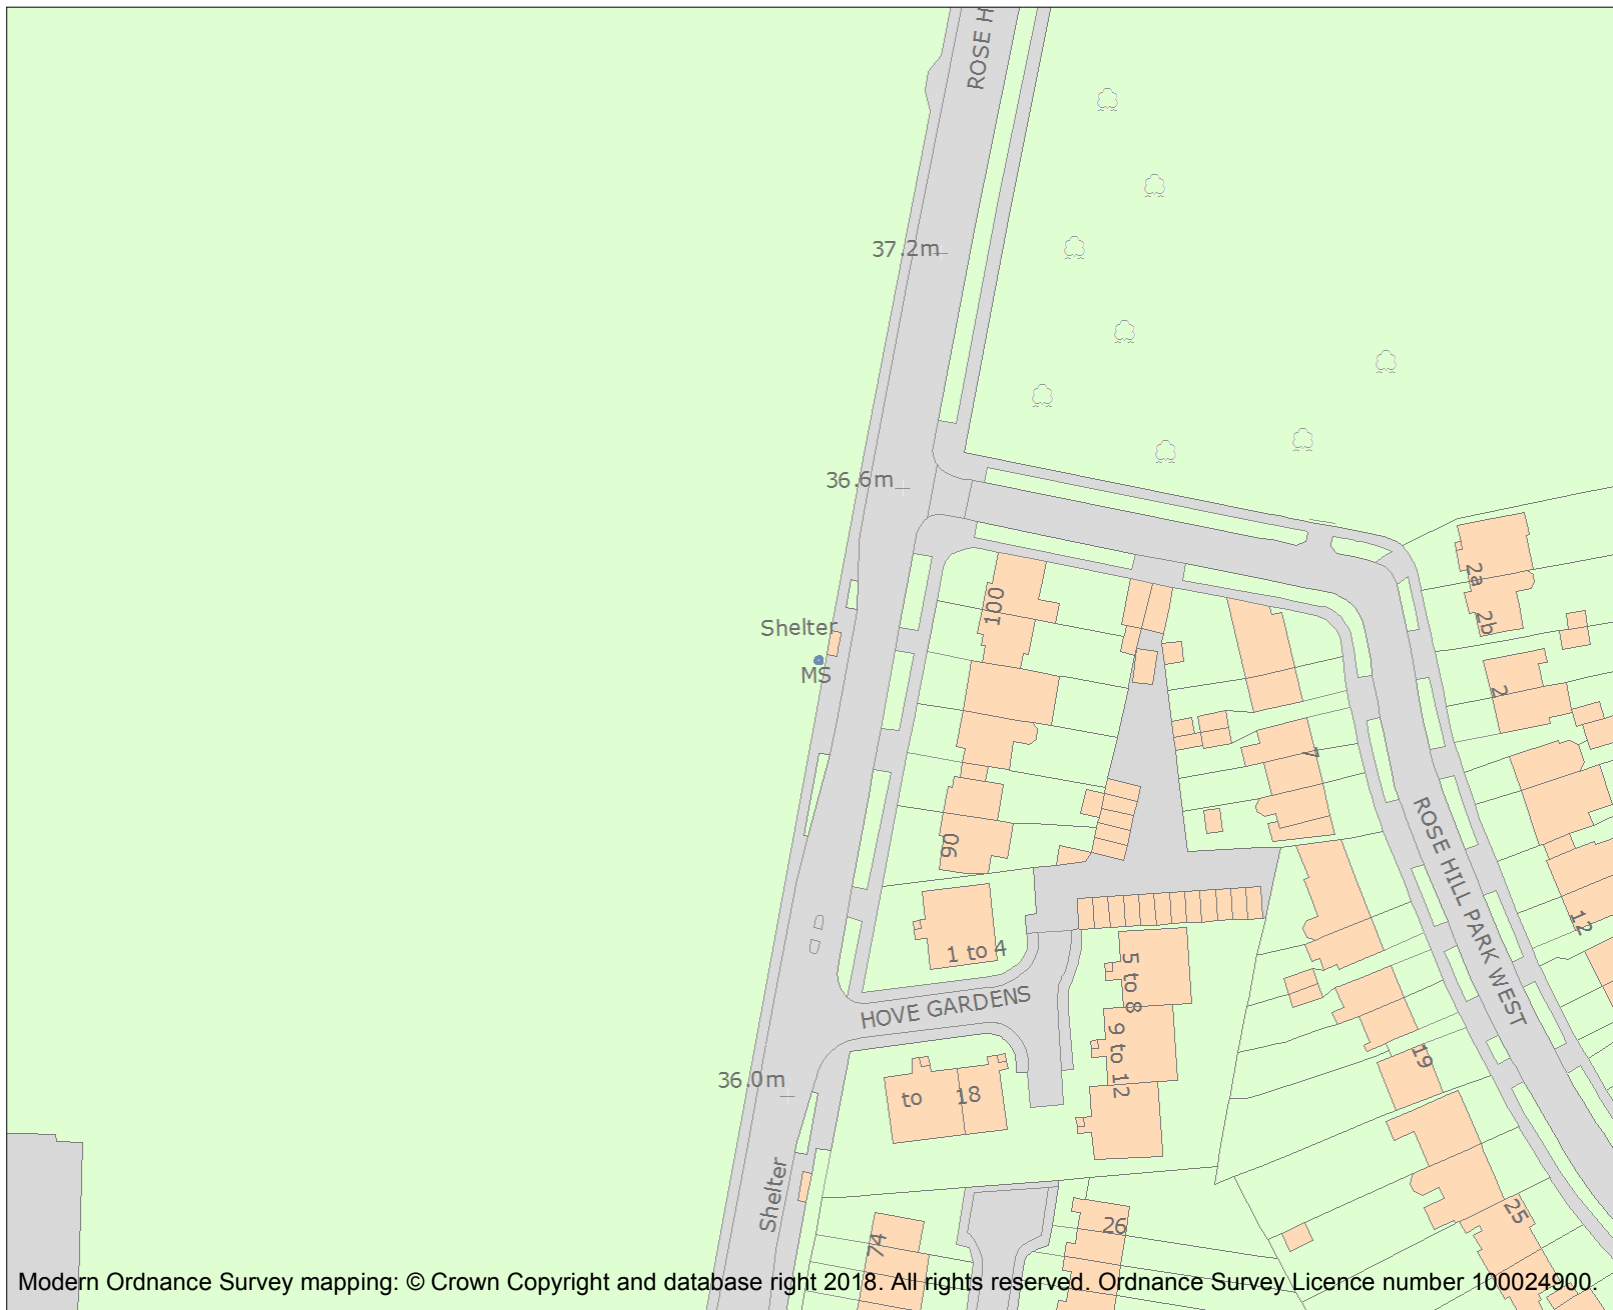 ROSE H
37.2m
36.6m
2a
100
2b
Shelter
MS
2
7
ROSE HILL PARK WEST
90
12
1 to 4
5 to 8
HOVE GARDENS
9 to 12
19
36.0m
to 18
Shelter
25
26
74
Modern Ordnance Survey mapping: © Crown Copyright and database right 2018. All rights reserved. Ordnance Survey Licence number 100024900.